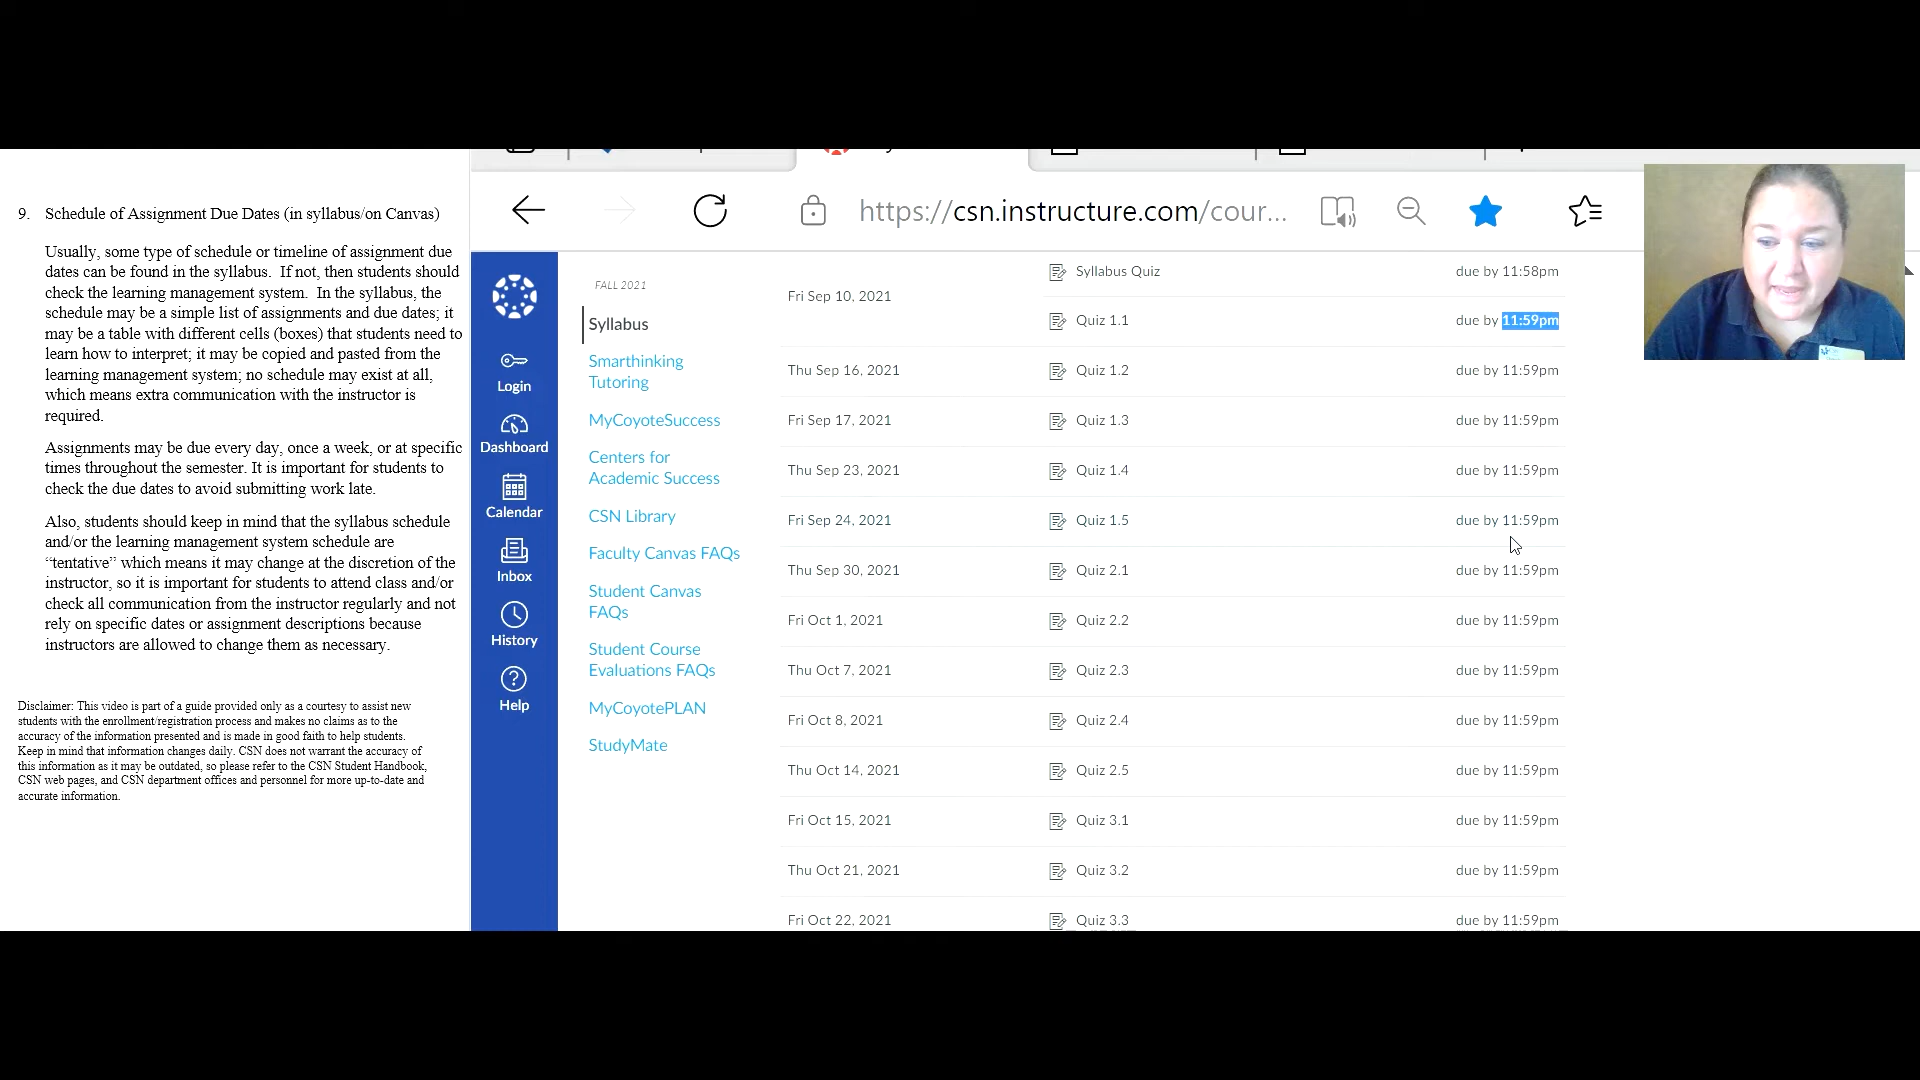 9. Schedule of Assignment Due Dates (in syllabus/on Canvas)
Usually, some type of schedule or timeline of assignment due
dates can be found in the syllabus. If not, then students should
check the learning management system. In the syllabus, the
schedule may be a simple list of assignments and due dates; it
may be a table with different cells (boxes) that students need to
learn how to interpret; it may be copied and pasted from the
learning management system; no schedule may exist at all,
which means extra communication with the instructor is
required.
Assignments may be due every day, once a week, or at specific
times throughout the semester. It is important for students to
check the due dates to avoid submitting work late.
Also, students should keep in mind that the syllabus schedule
and/or the learning management system schedule are
“tentative” which means it may change at the discretion of the
instructor, so it is important for students to attend class and/or
check all communication from the instructor regularly and not
rely on specific dates or assignment descriptions because
instructors are allowed to change them as necessary.
Disclaimer: This video is part of a guide provided only as a courtesy to assist new
students with the enrollment/registration process and makes no claims as to the
accuracy of the information presented and is made in good faith to help students.
Keep in mind that information changes daily. CSN does not warrant the accuracy of
this information as it may be outdated, so please refer to the CSN Student Handbook,
CSN web pages, and CSN department offices and personnel for more up-to-date and
accurate information.
https://csn.instructure.com/cour...
Login
Dashboard
Calendar
Inbox
History
Help
FALL 2021
Syllabus
Smarthinking
Tutoring
MyCoyoteSuccess
Centers for
Academic Success
CSN Library
Faculty Canvas FAQs
Student Canvas
FAQs
Student Course
Evaluations FAQs
MyCoyotePLAN
StudyMate
Syllabus Quiz due by 11:58pm
Fri Sep 10, 2021
Quiz 1.1 due by 11:59pm
Thu Sep 16, 2021 Quiz 1.2 due by 11:59pm
Fri Sep 17, 2021 Quiz 1.3 due by 11:59pm
Thu Sep 23, 2021 Quiz 1.4 due by 11:59pm
Fri Sep 24, 2021 Quiz 1.5 due by 11:59pm
Thu Sep 30, 2021 Quiz 2.1 due by 11:59pm
Fri Oct 1, 2021 Quiz 2.2 due by 11:59pm
Thu Oct 7, 2021 Quiz 2.3 due by 11:59pm
Fri Oct 8, 2021 Quiz 2.4 due by 11:59pm
Thu Oct 14, 2021 Quiz 2.5 due by 11:59pm
Fri Oct 15, 2021 Quiz 3.1 due by 11:59pm
Thu Oct 21, 2021 Quiz 3.2 due by 11:59pm
Fri Oct 22, 2021 Quiz 3.3 due by 11:59pm